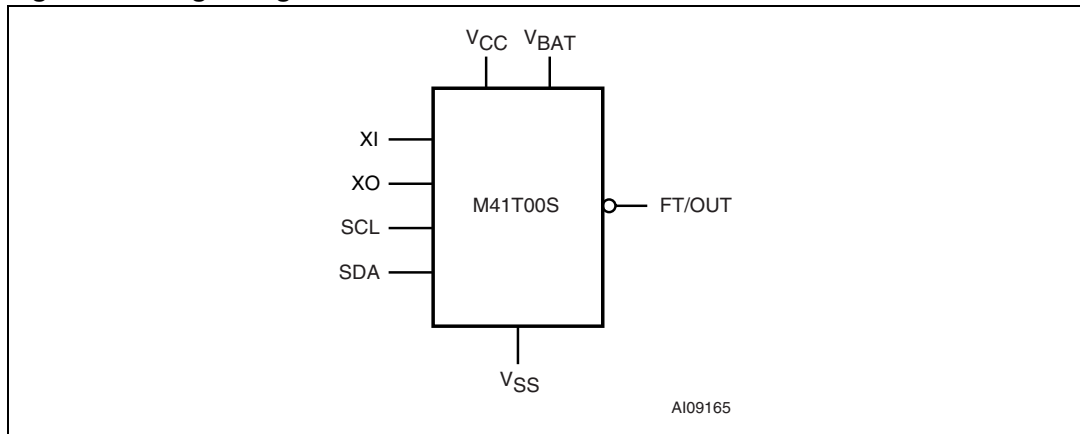 VCC VBAT
XI
XO
SCL
SDA
M41T00S
FT/OUT
VSS
AI09165